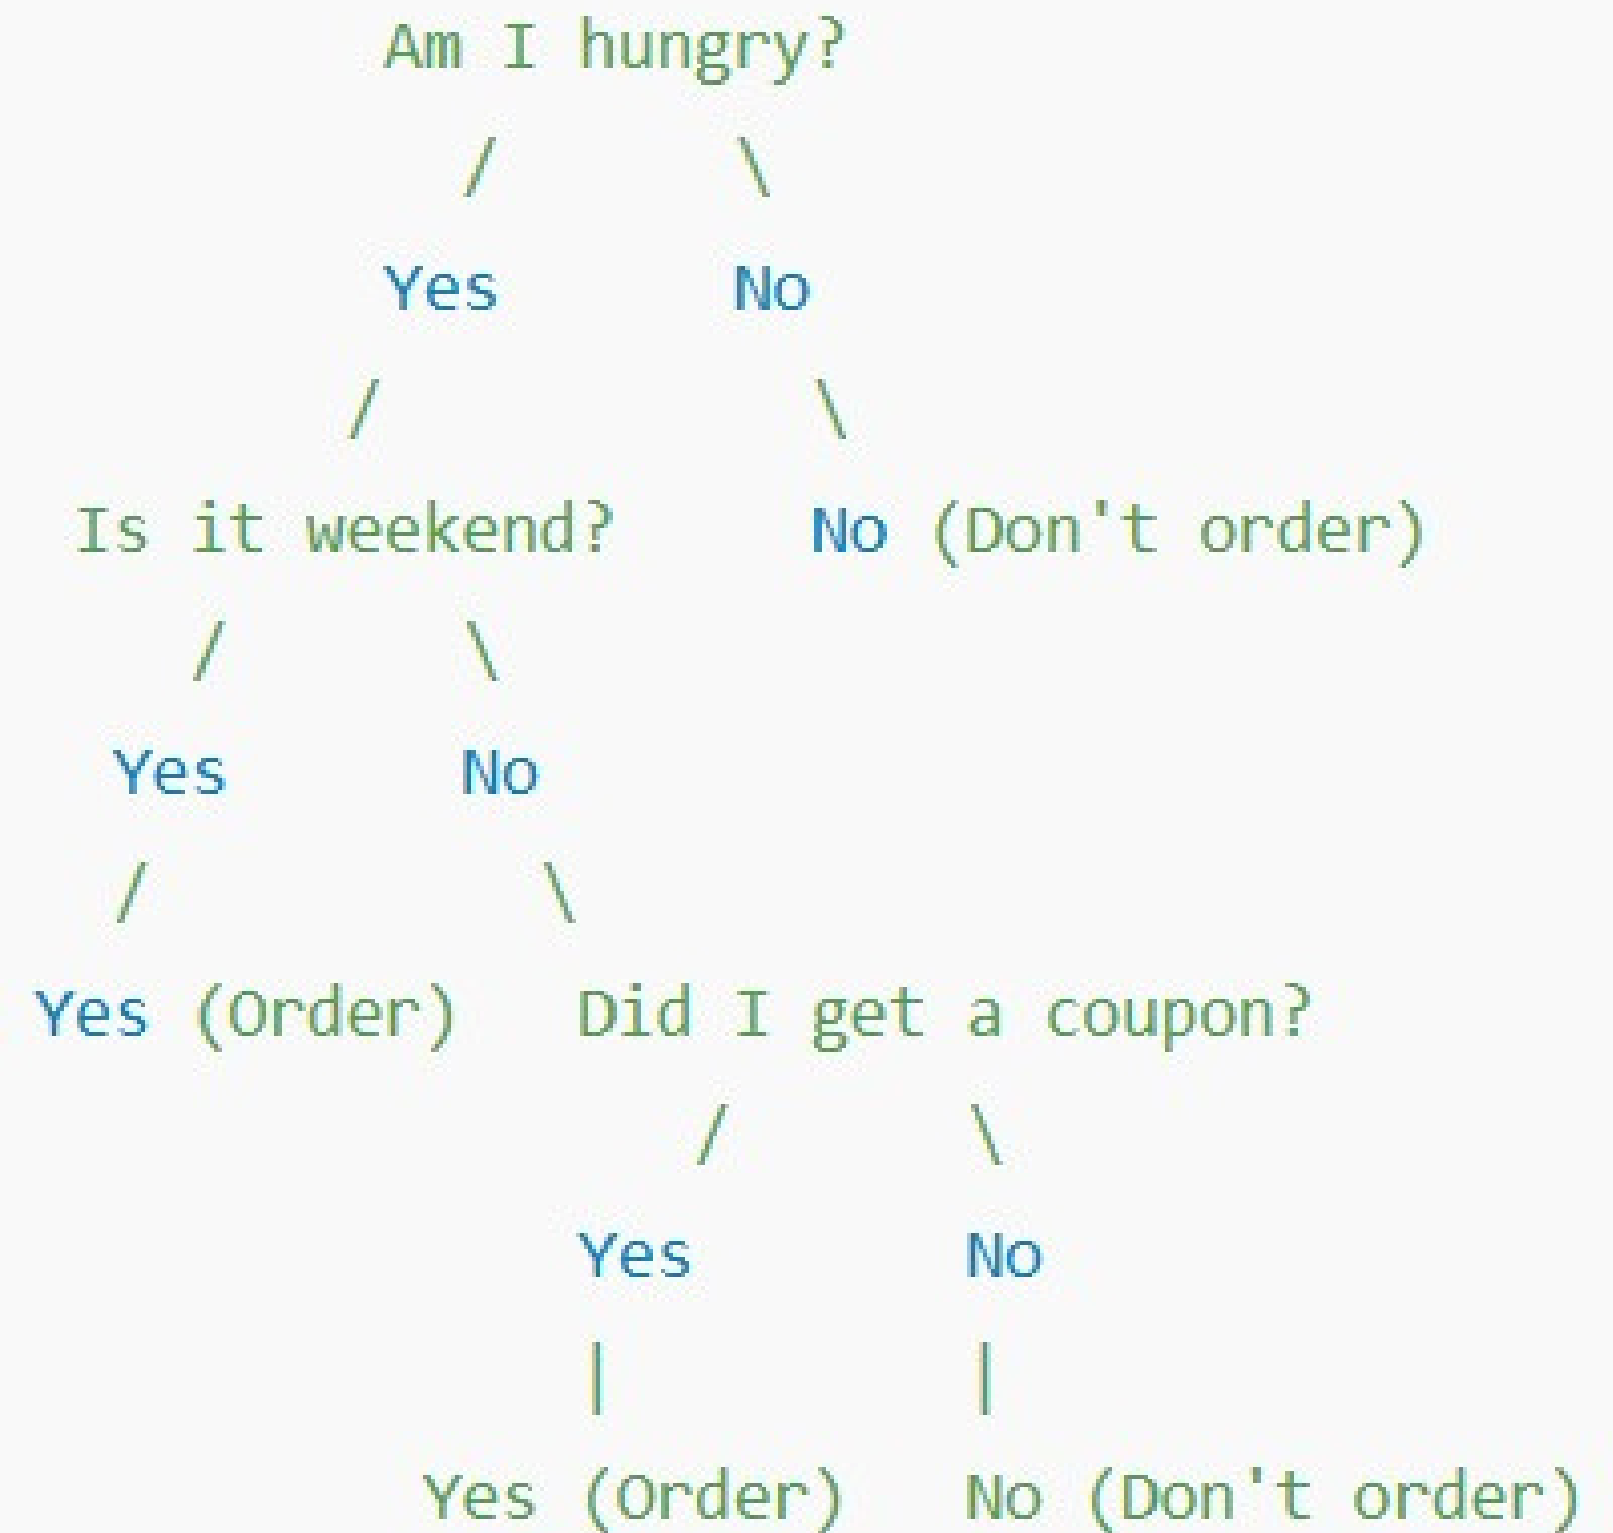 Am I hungry?
/ \
Yes No
/ \
Is it weekend? No (Don't order)
/ \
Yes No
/ \
Yes (Order) Did I get a coupon?
/ \
Yes No
| |
Yes (Order) No (Don't order)